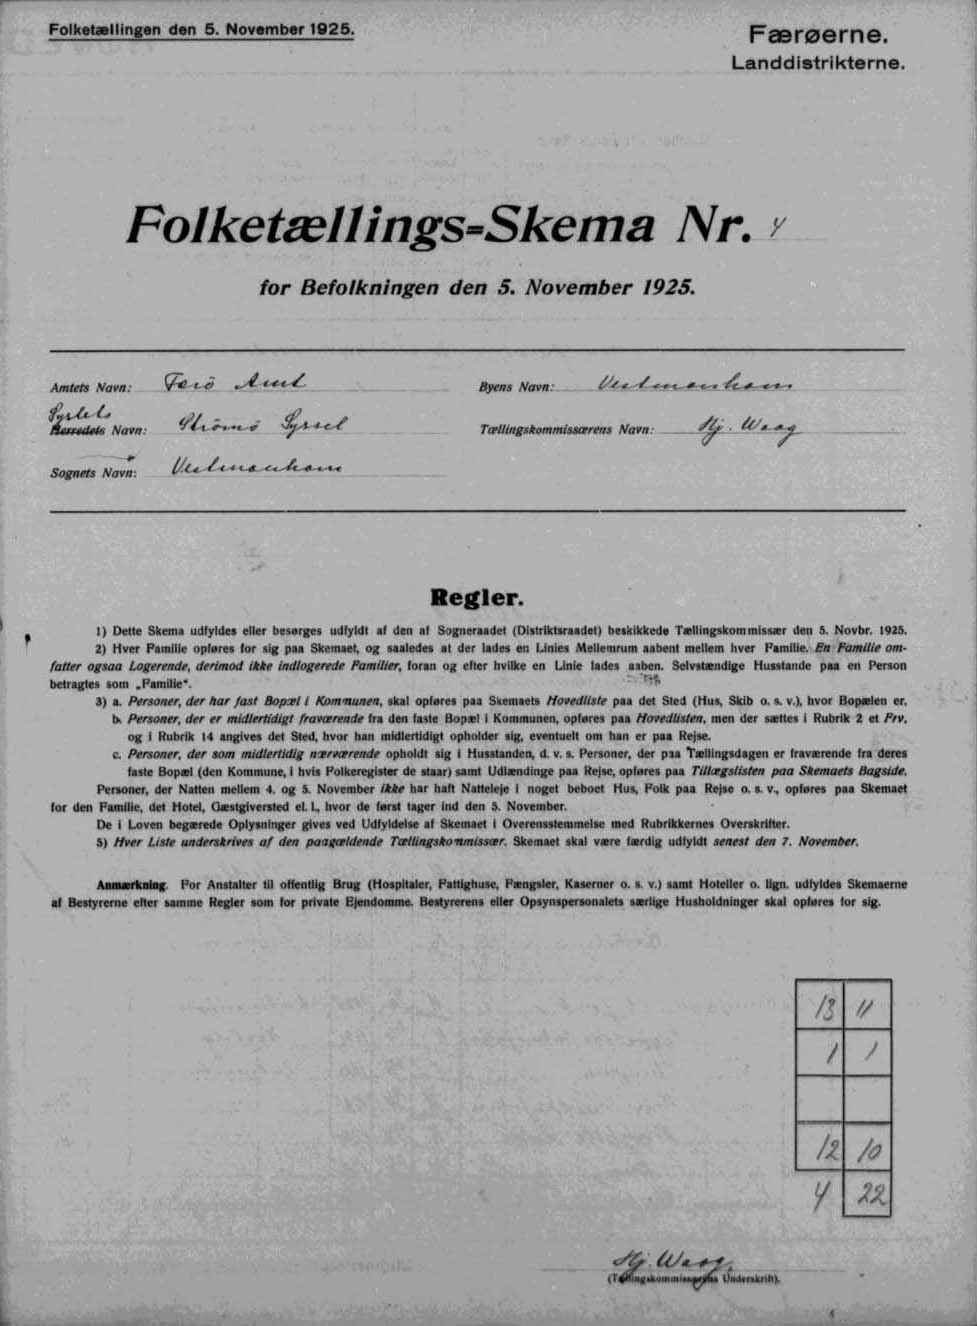 Folketællingen den 5. November 1925.
Færøerne.
Landdistrikterne.
Folketællings=Skema Nr. 4
for Befolkningen den 5. November 1925.
Amtets Navn: Færö Amt
Byens Navn: Vestmanhavn
Syslets
Herredets Navn: Strömö Syssel
Tællingskommissærens Navn: Hj. Waag
Sognets Navn: Vestmanhavn
Regler.
1) Dette Skema udfyldes eller besørges udfyldt af den af Sogneraadet (Distriktsraadet) beskikkede Tællingskommissær den 5. Novbr. 1925.
2) Hver Familie opføres for sig paa Skemaet, og saaledes at der lades en Linies Mellemrum aabent mellem hver Familie. En Familie om-
fatter ogsaa Logerende, derimod ikke indlogerede Familier, foran og efter hvilke en Linie lades aaben. Selvstændige Husstande paa en Person
betragtes som „Familie“.
3) a. Personer, der har fast Bopæl i Kommunen, skal opføres paa Skemaets Hovedliste paa det Sted (Hus, Skib o. s. v.), hvor Bopælen er.
b. Personer, der er midlertidigt fraværende fra den faste Bopæl i Kommunen, opføres paa Hovedlisten, men der sættes i Rubrik 2 et Frv,
og i Rubrik 14 angives det Sted, hvor han midlertidigt opholder sig, eventuelt om han er paa Rejse.
c. Personer, der som midlertidig nærværende opholdt sig i Husstanden, d. v. s. Personer, der paa Tællingsdagen er fraværende fra deres
faste Bopæl (den Kommune, i hvis Folkeregister de staar) samt Udlændinge paa Rejse, opføres paa Tillægslisten paa Skemaets Bagside.
Personer, der Natten mellem 4. og 5. November ikke har haft Natteleje i noget beboet Hus, Folk paa Rejse o. s. v., opføres paa Skemaet
for den Familie, det Hotel, Gæstgiversted el. l., hvor de først tager ind den 5. November.
De i Loven begærede Oplysninger gives ved Udfyldelse af Skemaet i Overensstemmelse med Rubrikkernes Overskrifter.
5) Hver Liste underskrives af den paagældende Tællingskommissær. Skemaet skal være færdig udfyldt senest den 7. November.
Anmærkning. For Anstalter til offentlig Brug (Hospitaler, Fattighuse, Fængsler, Kaserner o. s. v.) samt Hoteller o. lign. udfyldes Skemaerne
af Bestyrerne efter samme Regler som for private Ejendomme. Bestyrerens eller Opsynspersonalets særlige Husholdninger skal opføres for sig.
13 11
1 1
12 10
4 22
Hj. Waag.
(Tællingskommissærens Underskrift).